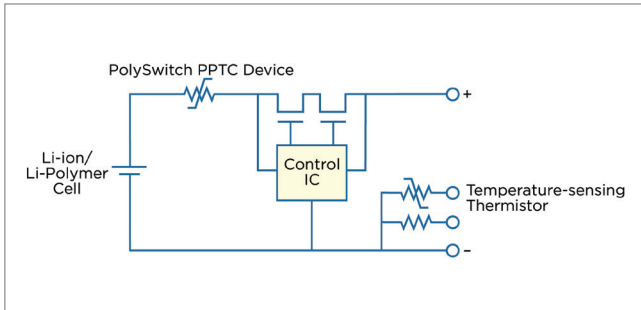 PolySwitch PPTC Device
+
Li-ion/
Li-Polymer
Cell
Control
IC
Temperature-sensing
Thermistor
–